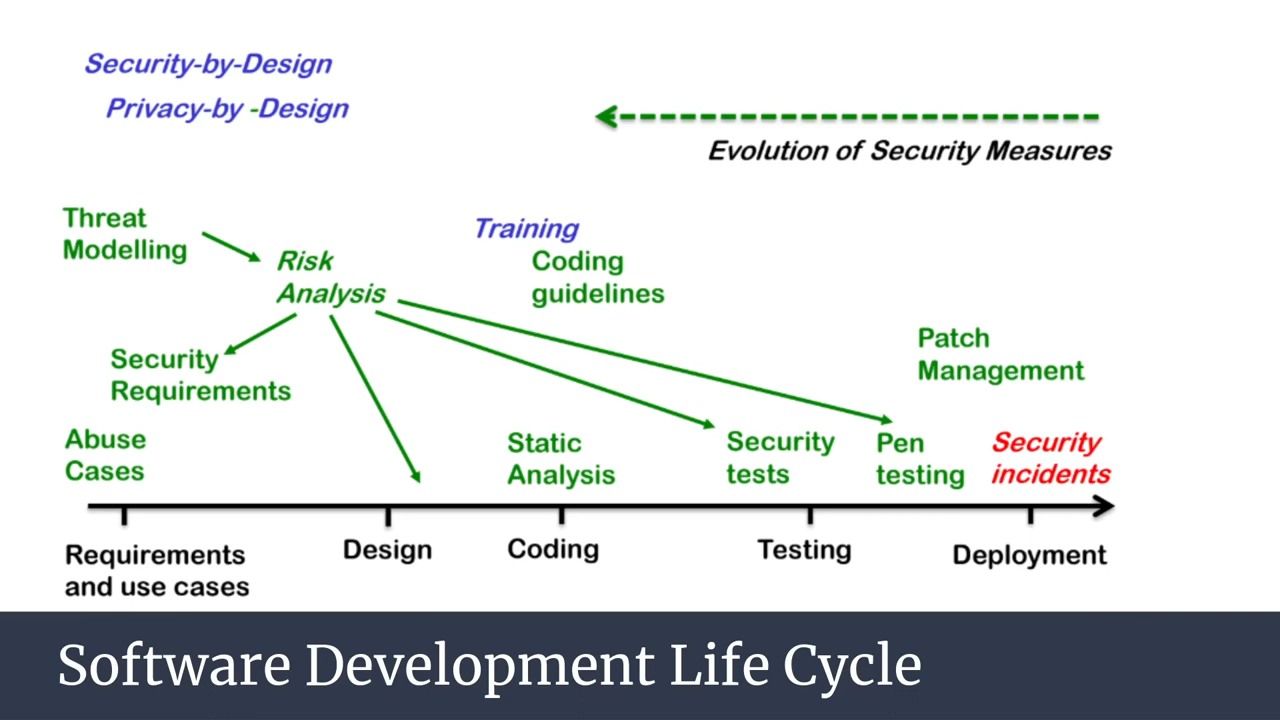 Security-by-Design
Privacy-by -Design
Evolution of Security Measures
Threat
Modelling
Risk
Analysis
Training
Coding
guidelines
Security
Requirements
Patch
Management
Abuse
Cases
Static
Analysis
Security
tests
Pen
testing
Security
incidents
Requirements
and use cases
Design
Coding
Testing
Deployment
Software Development Life Cycle